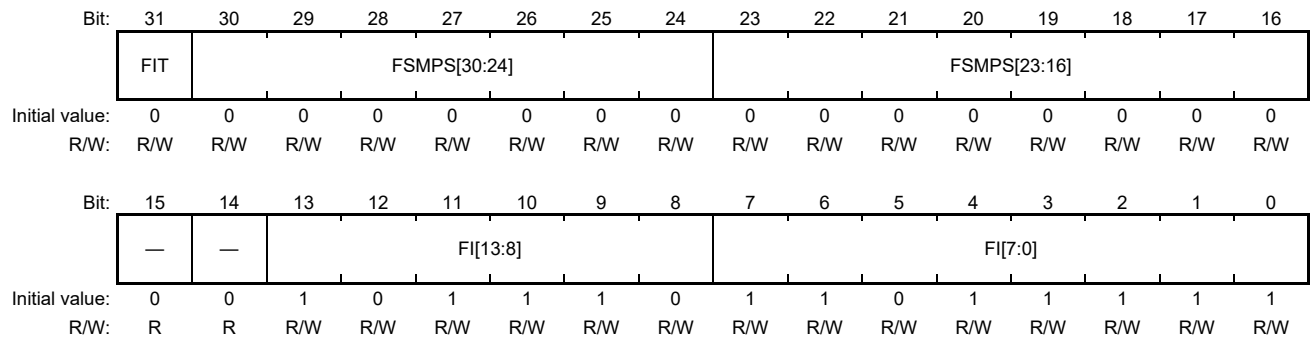 Bit: 31 30 29 28 27 26 25 24 23 22 21 20 19 18 17 16
FIT FSMPS[30:24] FSMPS[23:16]
Initial value: 0 0 0 0 0 0 0 0 0 0 0 0 0 0 0 0
R/W: R/W R/W R/W R/W R/W R/W R/W R/W R/W R/W R/W R/W R/W R/W R/W R/W
Bit: 15 14 13 12 11 10 9 8 7 6 5 4 3 2 1 0
— — FI[13:8] FI[7:0]
Initial value: 0 0 1 0 1 1 1 0 1 1 0 1 1 1 1 1
R/W: R R R/W R/W R/W R/W R/W R/W R/W R/W R/W R/W R/W R/W R/W R/W